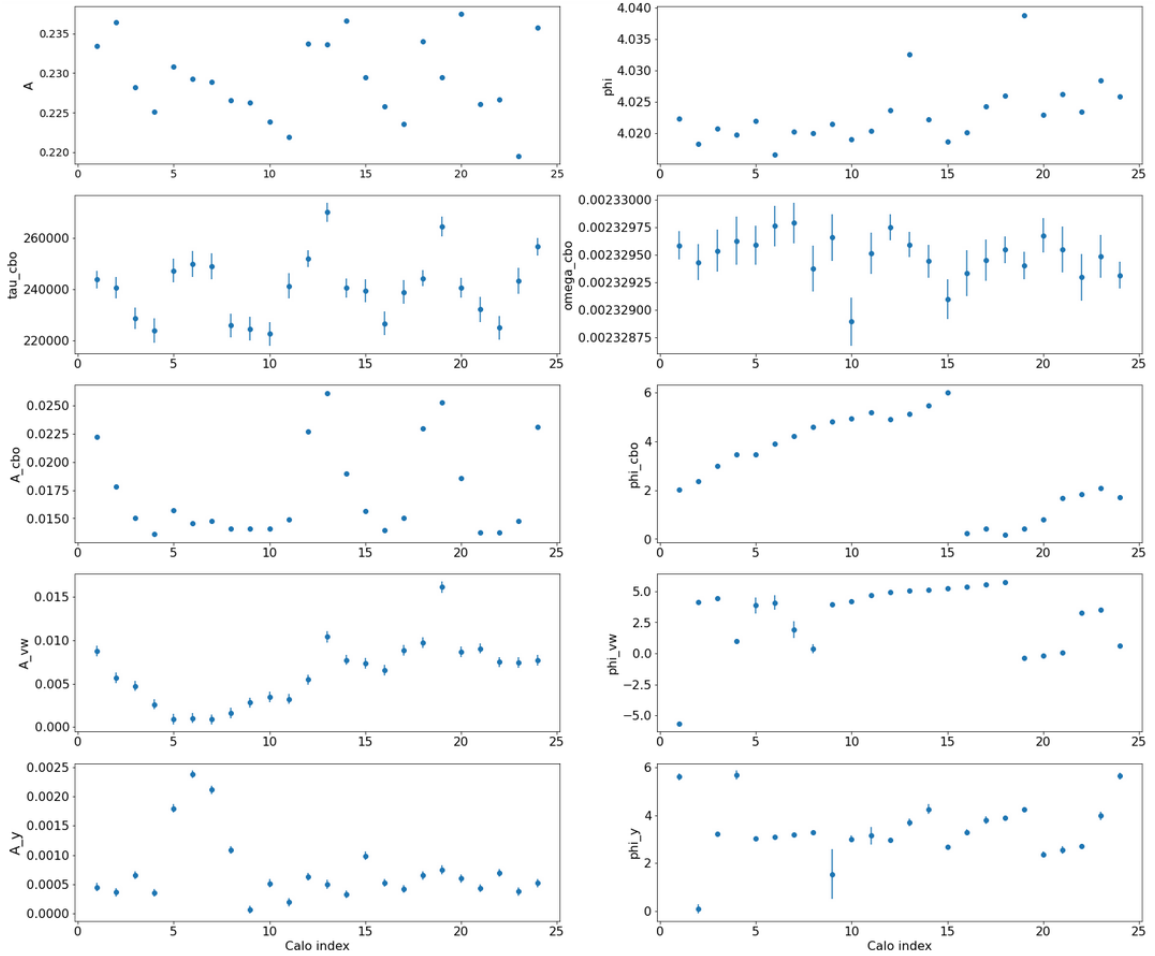 A
0.235
0.230
0.225
0.220
0 5 10 15 20 25
phi
4.040
4.035
4.030
4.025
4.020
0 5 10 15 20 25
tau_cbo
260000
240000
220000
0 5 10 15 20 25
omega_cbo
0.00233000
0.00232975
0.00232950
0.00232925
0.00232900
0.00232875
0 5 10 15 20 25
A_cbo
0.0250
0.0225
0.0200
0.0175
0.0150
0 5 10 15 20 25
phi_cbo
6
4
2
0
0 5 10 15 20 25
A_vw
0.015
0.010
0.005
0.000
0 5 10 15 20 25
phi_vw
5.0
2.5
0.0
−2.5
−5.0
0 5 10 15 20 25
A_y
0.0025
0.0020
0.0015
0.0010
0.0005
0.0000
0 5 10 15 20 25
Calo index
phi_y
6
4
2
0
0 5 10 15 20 25
Calo index